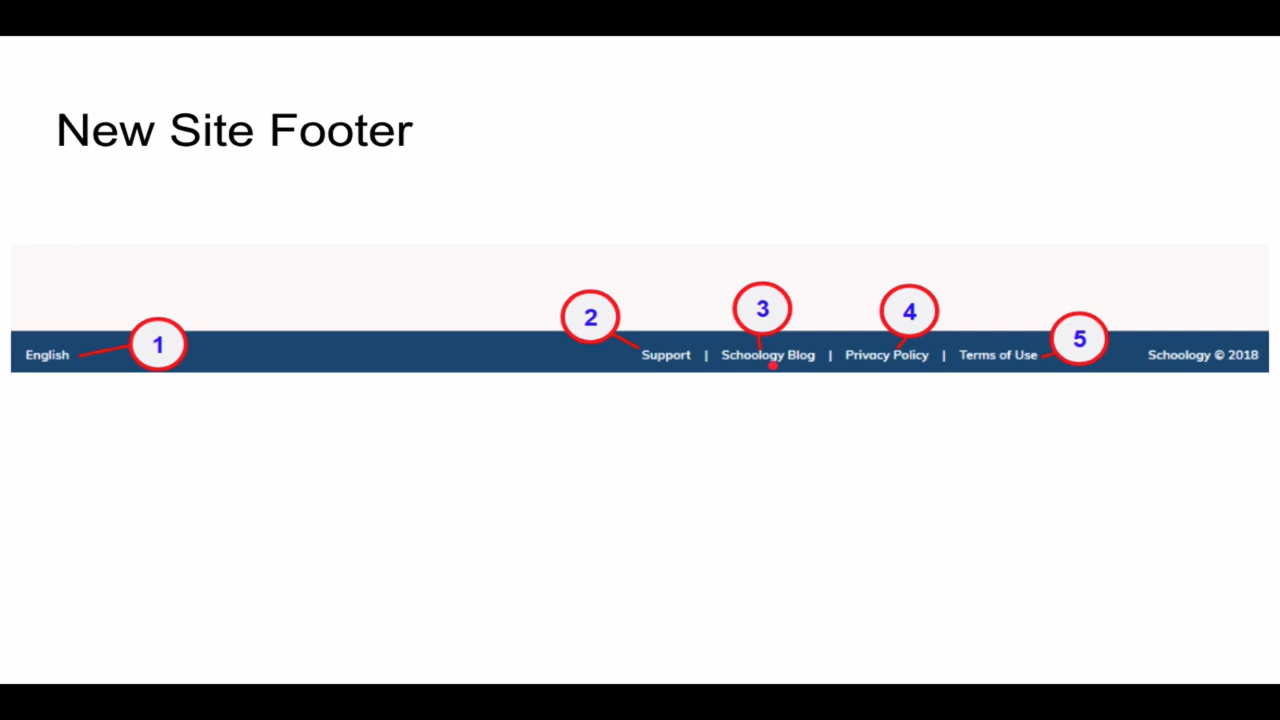 New Site Footer
1 2 3 4 5
English Support | Schoology Blog | Privacy Policy | Terms of Use Schoology © 2018